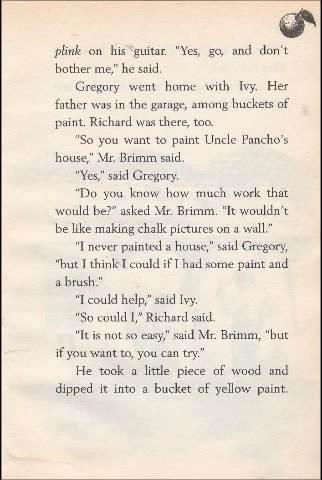 plink on his guitar. “Yes, go, and don't
bother me,” he said.
Gregory went home with Ivy. Her
father was in the garage, among buckets of
paint. Richard was there, too.
“So you want to paint Uncle Pancho's
house,” Mr. Brimm said.
“Yes,” said Gregory.
“Do you know how much work that
would be?” asked Mr. Brimm. “It wouldn't
be like making chalk pictures on a wall.”
“I never painted a house,” said Gregory,
“but I think I could if I had some paint and
a brush.”
“I could help,” said Ivy.
“So could I,” Richard said.
“It is not so easy,” said Mr. Brimm, “but
if you want to, you can try.”
He took a little piece of wood and
dipped it into a bucket of yellow paint.